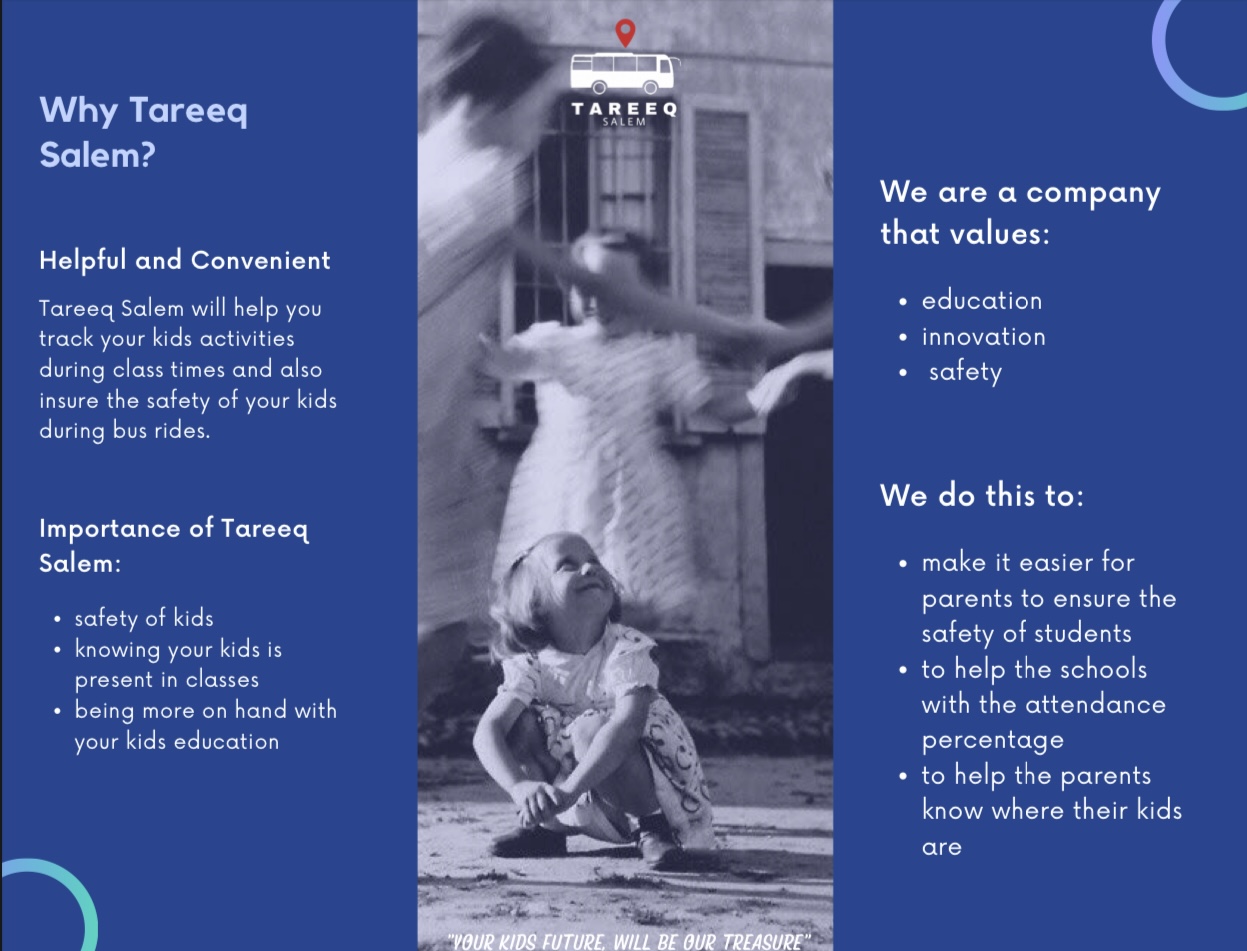 Why Tareeq
Salem?
Helpful and Convenient
Tareeq Salem will help you
track your kids activities
during class times and also
insure the safety of your kids
during bus rides.
Importance of Tareeq
Salem:
• safety of kids
• knowing your kids is
present in classes
• being more on hand with
your kids education
TAREEQ
SALEM
"YOUR KIDS FUTURE, WILL BE OUR TREASURE"
We are a company
that values:
• education
• innovation
• safety
We do this to:
• make it easier for
parents to ensure the
safety of students
• to help the schools
with the attendance
percentage
• to help the parents
know where their kids
are